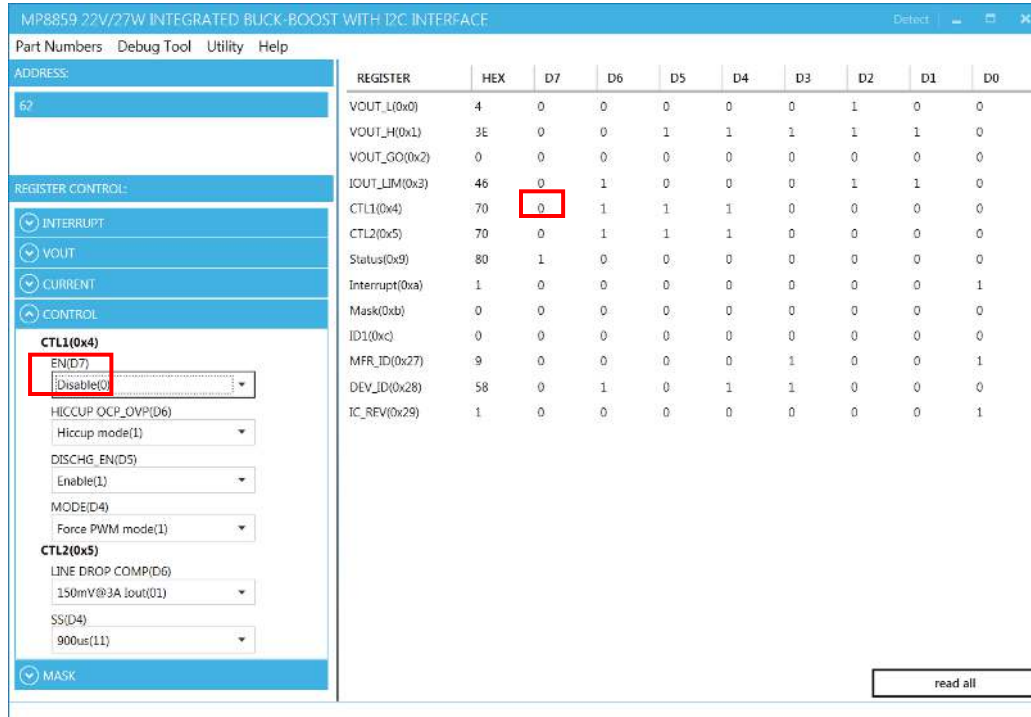 MP8859 22V/27W INTEGRATED BUCK-BOOST WITH I2C INTERFACE Detect
Part Numbers Debug Tool Utility Help
ADDRESS:
62
REGISTER CONTROL:
INTERRUPT
VOUT
CURRENT
CONTROL
CTL1(0x4)
EN(D7)
Disable(0)
HICCUP OCP_OVP(D6)
Hiccup mode(1)
DISCHG_EN(D5)
Enable(1)
MODE(D4)
Force PWM mode(1)
CTL2(0x5)
LINE DROP COMP(D6)
150mV@3A Iout(01)
SS(D4)
900us(11)
MASK
REGISTER HEX D7 D6 D5 D4 D3 D2 D1 D0
VOUT_L(0x0) 4 0 0 0 0 0 1 0 0
VOUT_H(0x1) 3E 0 0 1 1 1 1 1 0
VOUT_GO(0x2) 0 0 0 0 0 0 0 0 0
IOUT_LIM(0x3) 46 0 1 0 0 0 1 1 0
CTL1(0x4) 70 0 1 1 1 0 0 0 0
CTL2(0x5) 70 0 1 1 1 0 0 0 0
Status(0x9) 80 1 0 0 0 0 0 0 0
Interrupt(0xa) 1 0 0 0 0 0 0 0 1
Mask(0xb) 0 0 0 0 0 0 0 0 0
ID1(0xc) 0 0 0 0 0 0 0 0 0
MFR_ID(0x27) 9 0 0 0 0 1 0 0 1
DEV_ID(0x28) 58 0 1 0 1 1 0 0 0
IC_REV(0x29) 1 0 0 0 0 0 0 0 1
read all